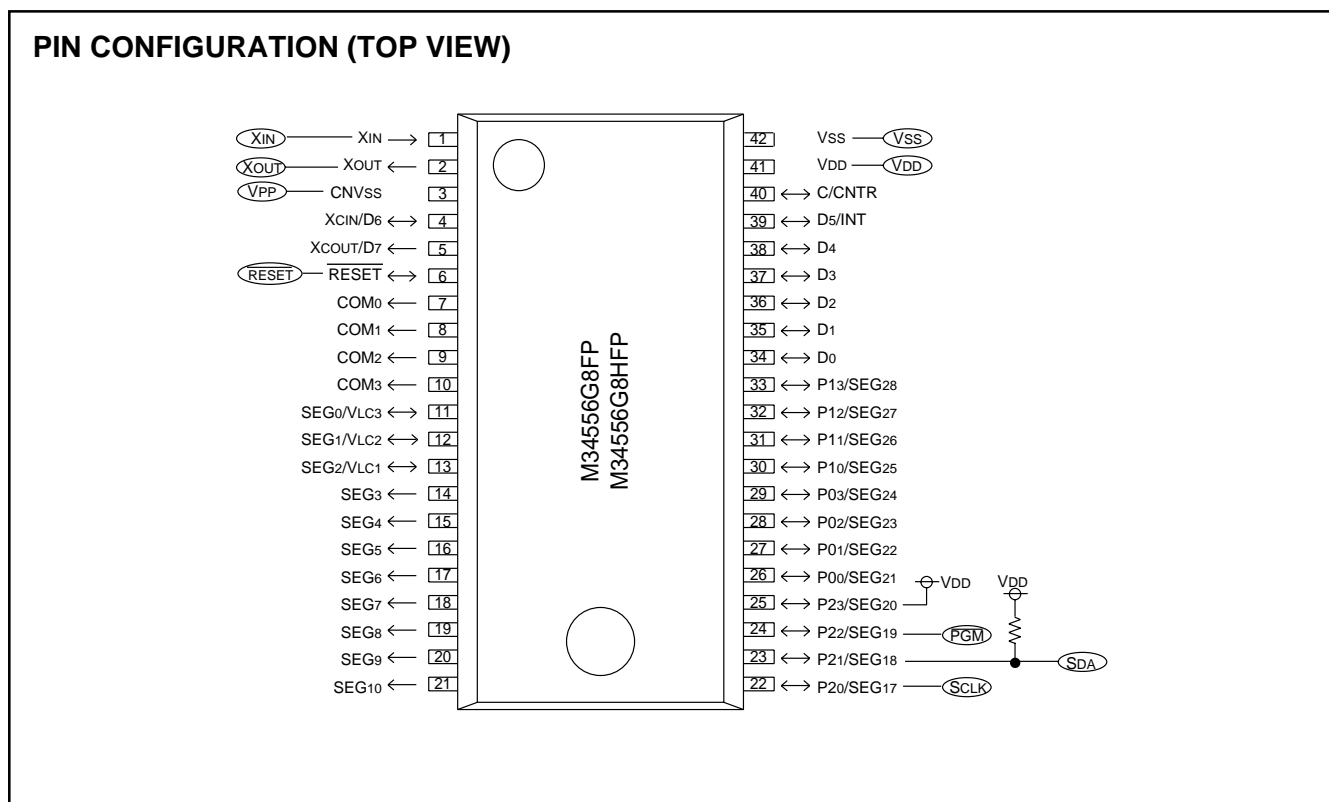 PIN CONFIGURATION (TOP VIEW)
XIN XIN 1 42 VSS VSS
XOUT XOUT 2 41 VDD VDD
VPP CNVSS 3 40 C/CNTR
XCIN/D6 4 39 D5/INT
XCOUT/D7 5 38 D4
RESET RESET 6 37 D3
COM0 7 36 D2
COM1 8 35 D1
COM2 9 34 D0
COM3 10 33 P13/SEG28
SEG0/VLC3 11 32 P12/SEG27
SEG1/VLC2 12 31 P11/SEG26
SEG2/VLC1 13 30 P10/SEG25
SEG3 14 29 P03/SEG24
SEG4 15 28 P02/SEG23
SEG5 16 27 P01/SEG22
SEG6 17 26 P00/SEG21 VDD VDD
SEG7 18 25 P23/SEG20
SEG8 19 24 P22/SEG19 PGM
SEG9 20 23 P21/SEG18 SDA
SEG10 21 22 P20/SEG17 SCLK
M34556G8FP
M34556G8HFP